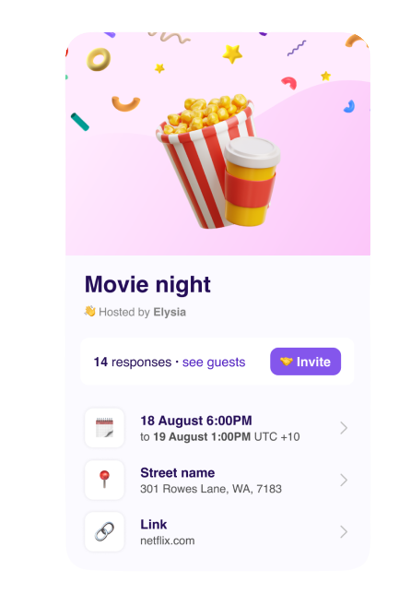 Movie night
👋 Hosted by Elysia
14 responses · see guests
🤝 Invite
18 August 6:00PM
to 19 August 1:00PM UTC +10
Street name
301 Rowes Lane, WA, 7183
Link
netflix.com